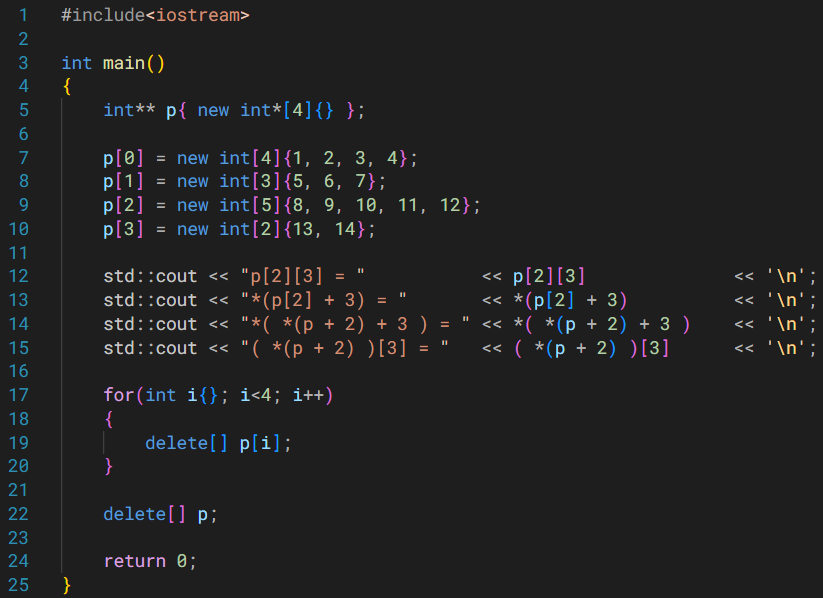 1 #include<iostream>
2
3 int main()
4 {
5     int** p{ new int*[4]{} };
6
7     p[0] = new int[4]{1, 2, 3, 4};
8     p[1] = new int[3]{5, 6, 7};
9     p[2] = new int[5]{8, 9, 10, 11, 12};
10     p[3] = new int[2]{13, 14};
11
12     std::cout << "p[2][3] = "           << p[2][3]              << '\n';
13     std::cout << "*(p[2] + 3) = "       << *(p[2] + 3)          << '\n';
14     std::cout << "*( *(p + 2) + 3 ) = " << *( *(p + 2) + 3 )    << '\n';
15     std::cout << "( *(p + 2) )[3] = "   << ( *(p + 2) )[3]      << '\n';
16
17     for(int i{}; i<4; i++)
18     {
19         delete[] p[i];
20     }
21
22     delete[] p;
23
24     return 0;
25 }